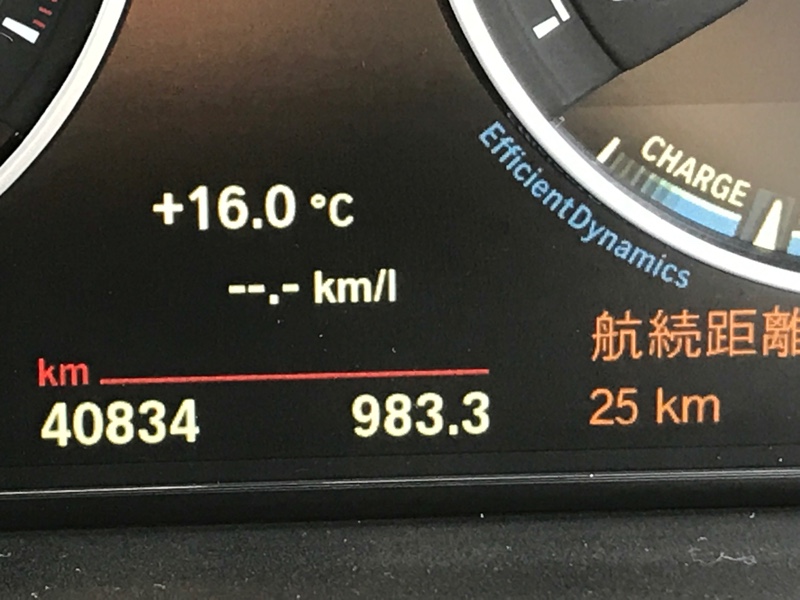 +16.0 °C
--.- km/l
km
40834 983.3
CHARGE
EfficientDynamics
航続距離
25 km